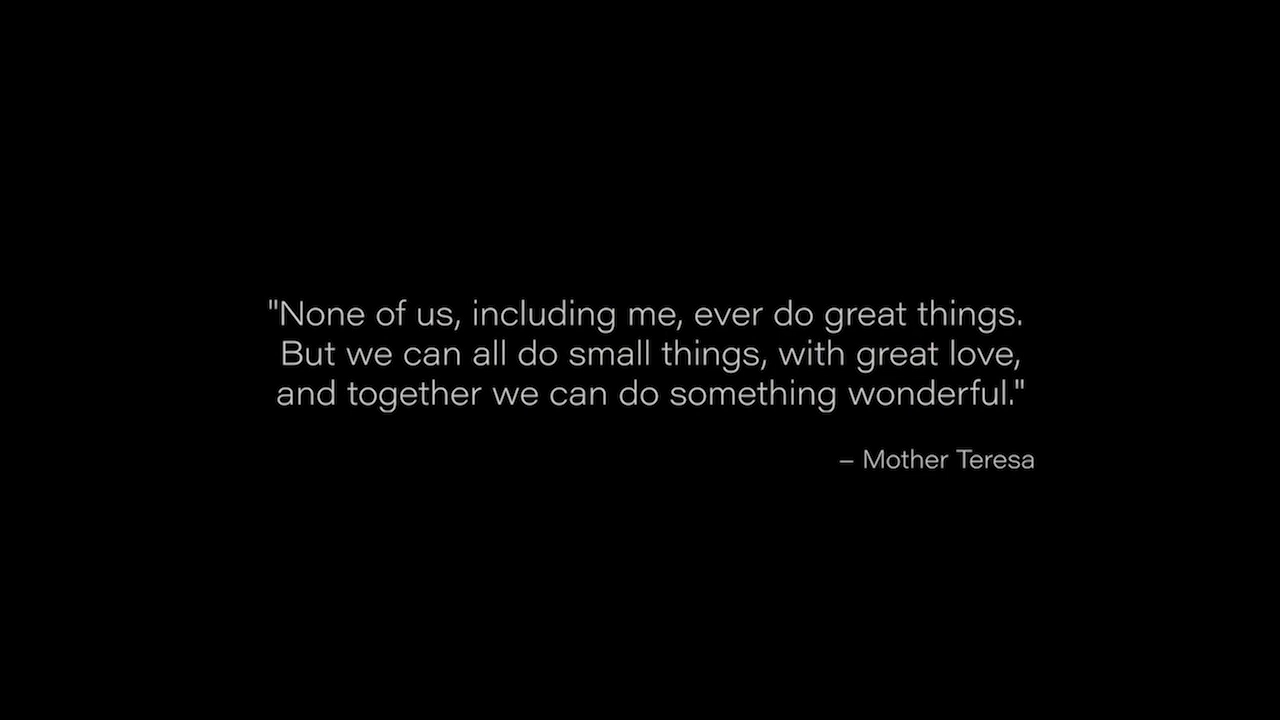 "None of us, including me, ever do great things.
But we can all do small things, with great love,
and together we can do something wonderful."
– Mother Teresa